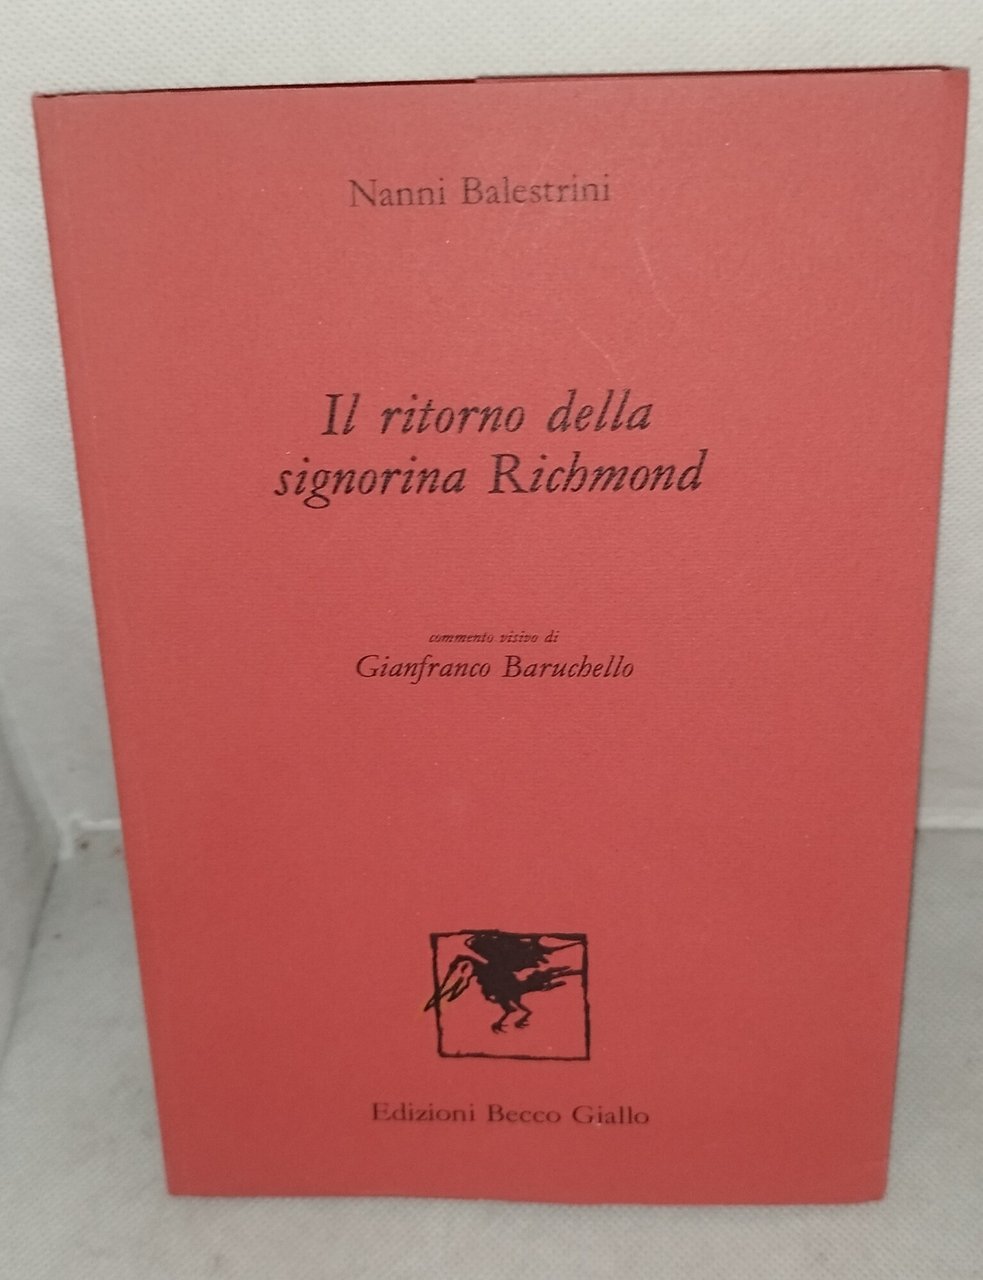 Nanni Balestrini
Il ritorno della
signorina Richmond
commento visivo di
Gianfranco Baruchello
Edizioni Becco Giallo